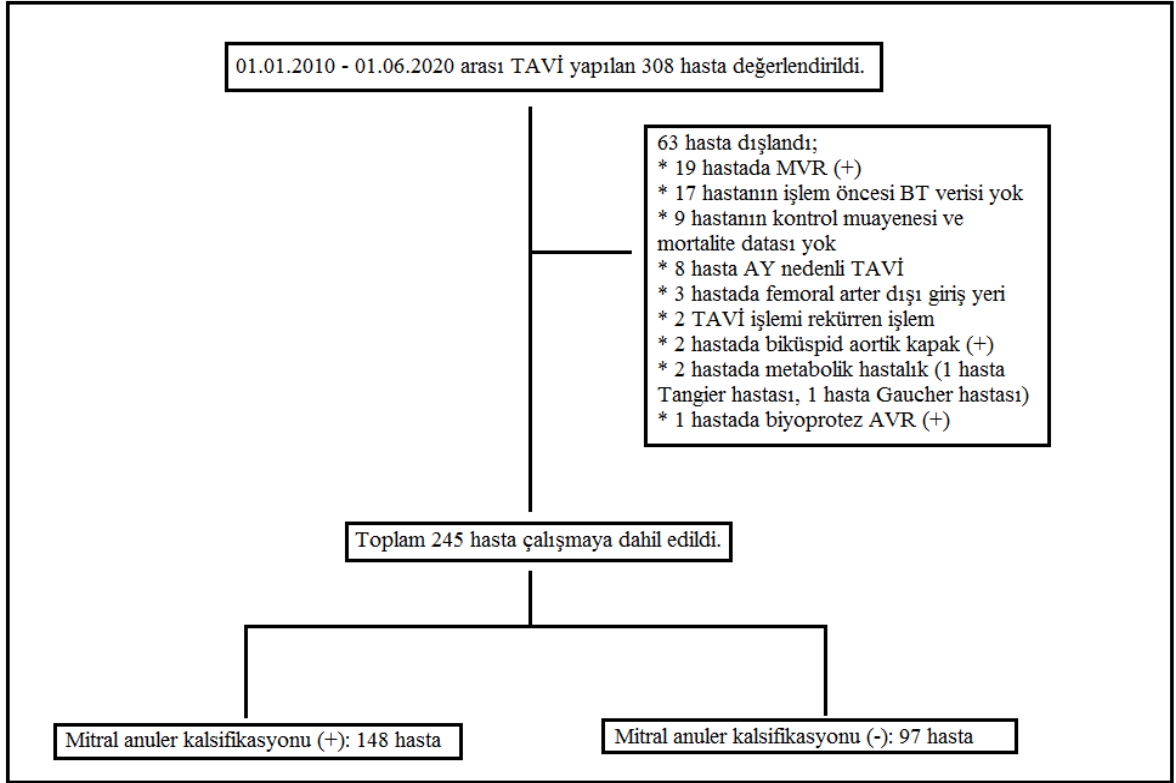 01.01.2010 - 01.06.2020 arası TAVİ yapılan 308 hasta değerlendirildi.
63 hasta dışlandı;
* 19 hastada MVR (+)
* 17 hastanın işlem öncesi BT verisi yok
* 9 hastanın kontrol muayenesi ve
mortalite datası yok
* 8 hasta AY nedenli TAVİ
* 3 hastada femoral arter dışı giriş yeri
* 2 TAVİ işlemi rekürren işlem
* 2 hastada biküspid aortik kapak (+)
* 2 hastada metabolik hastalık (1 hasta
Tangier hastası, 1 hasta Gaucher hastası)
* 1 hastada biyoprotez AVR (+)
Toplam 245 hasta çalışmaya dahil edildi.
Mitral anuler kalsifikasyonu (+): 148 hasta
Mitral anuler kalsifikasyonu (-): 97 hasta